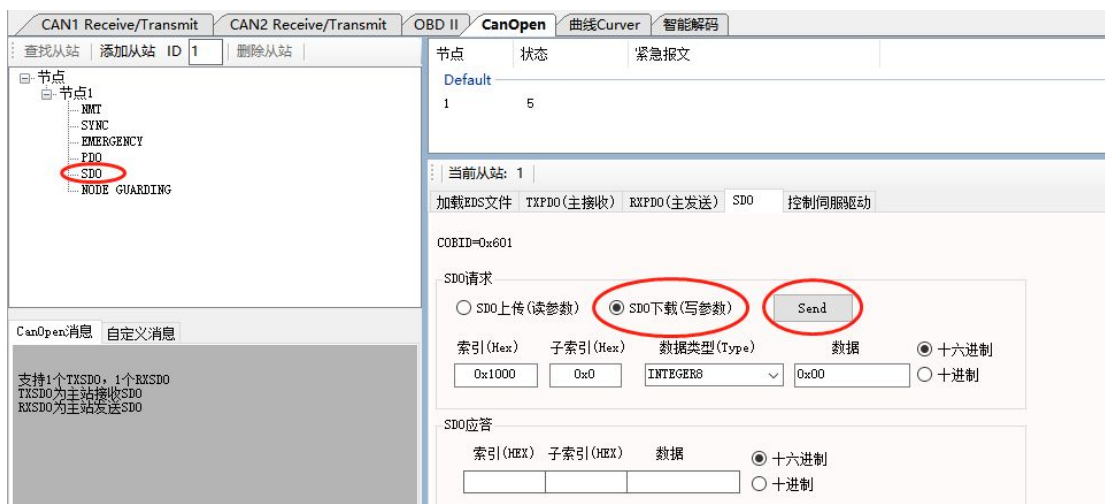 CAN1 Receive/Transmit CAN2 Receive/Transmit OBD II CanOpen 曲线Curver 智能解码
查找从站 添加从站 ID 1 删除从站
节点
节点1
NMT
SYNC
EMERGENCY
PDO
SDO
NODE GUARDING
CanOpen消息 自定义消息
支持1个TXSDO，1个RXSDO
TXSDO为主站接收SDO
RXSDO为主站发送SDO
节点 状态 '紧急报文
Default
1 5
当前从站: 1
加载EDS文件 TXPDO(主接收) RXPDO(主发送) SDO 控制伺服驱动
COBID=0x601
SDO请求
SDO上传(读参数) SDO下载(写参数) Send
索引(Hex) 子索引(Hex) 数据类型(Type) 数据 十六进制
0x1000 0x0 INTEGER8 0x00 十进制
SDO应答
索引(HEX) 子索引(HEX) 数据 十六进制
十进制